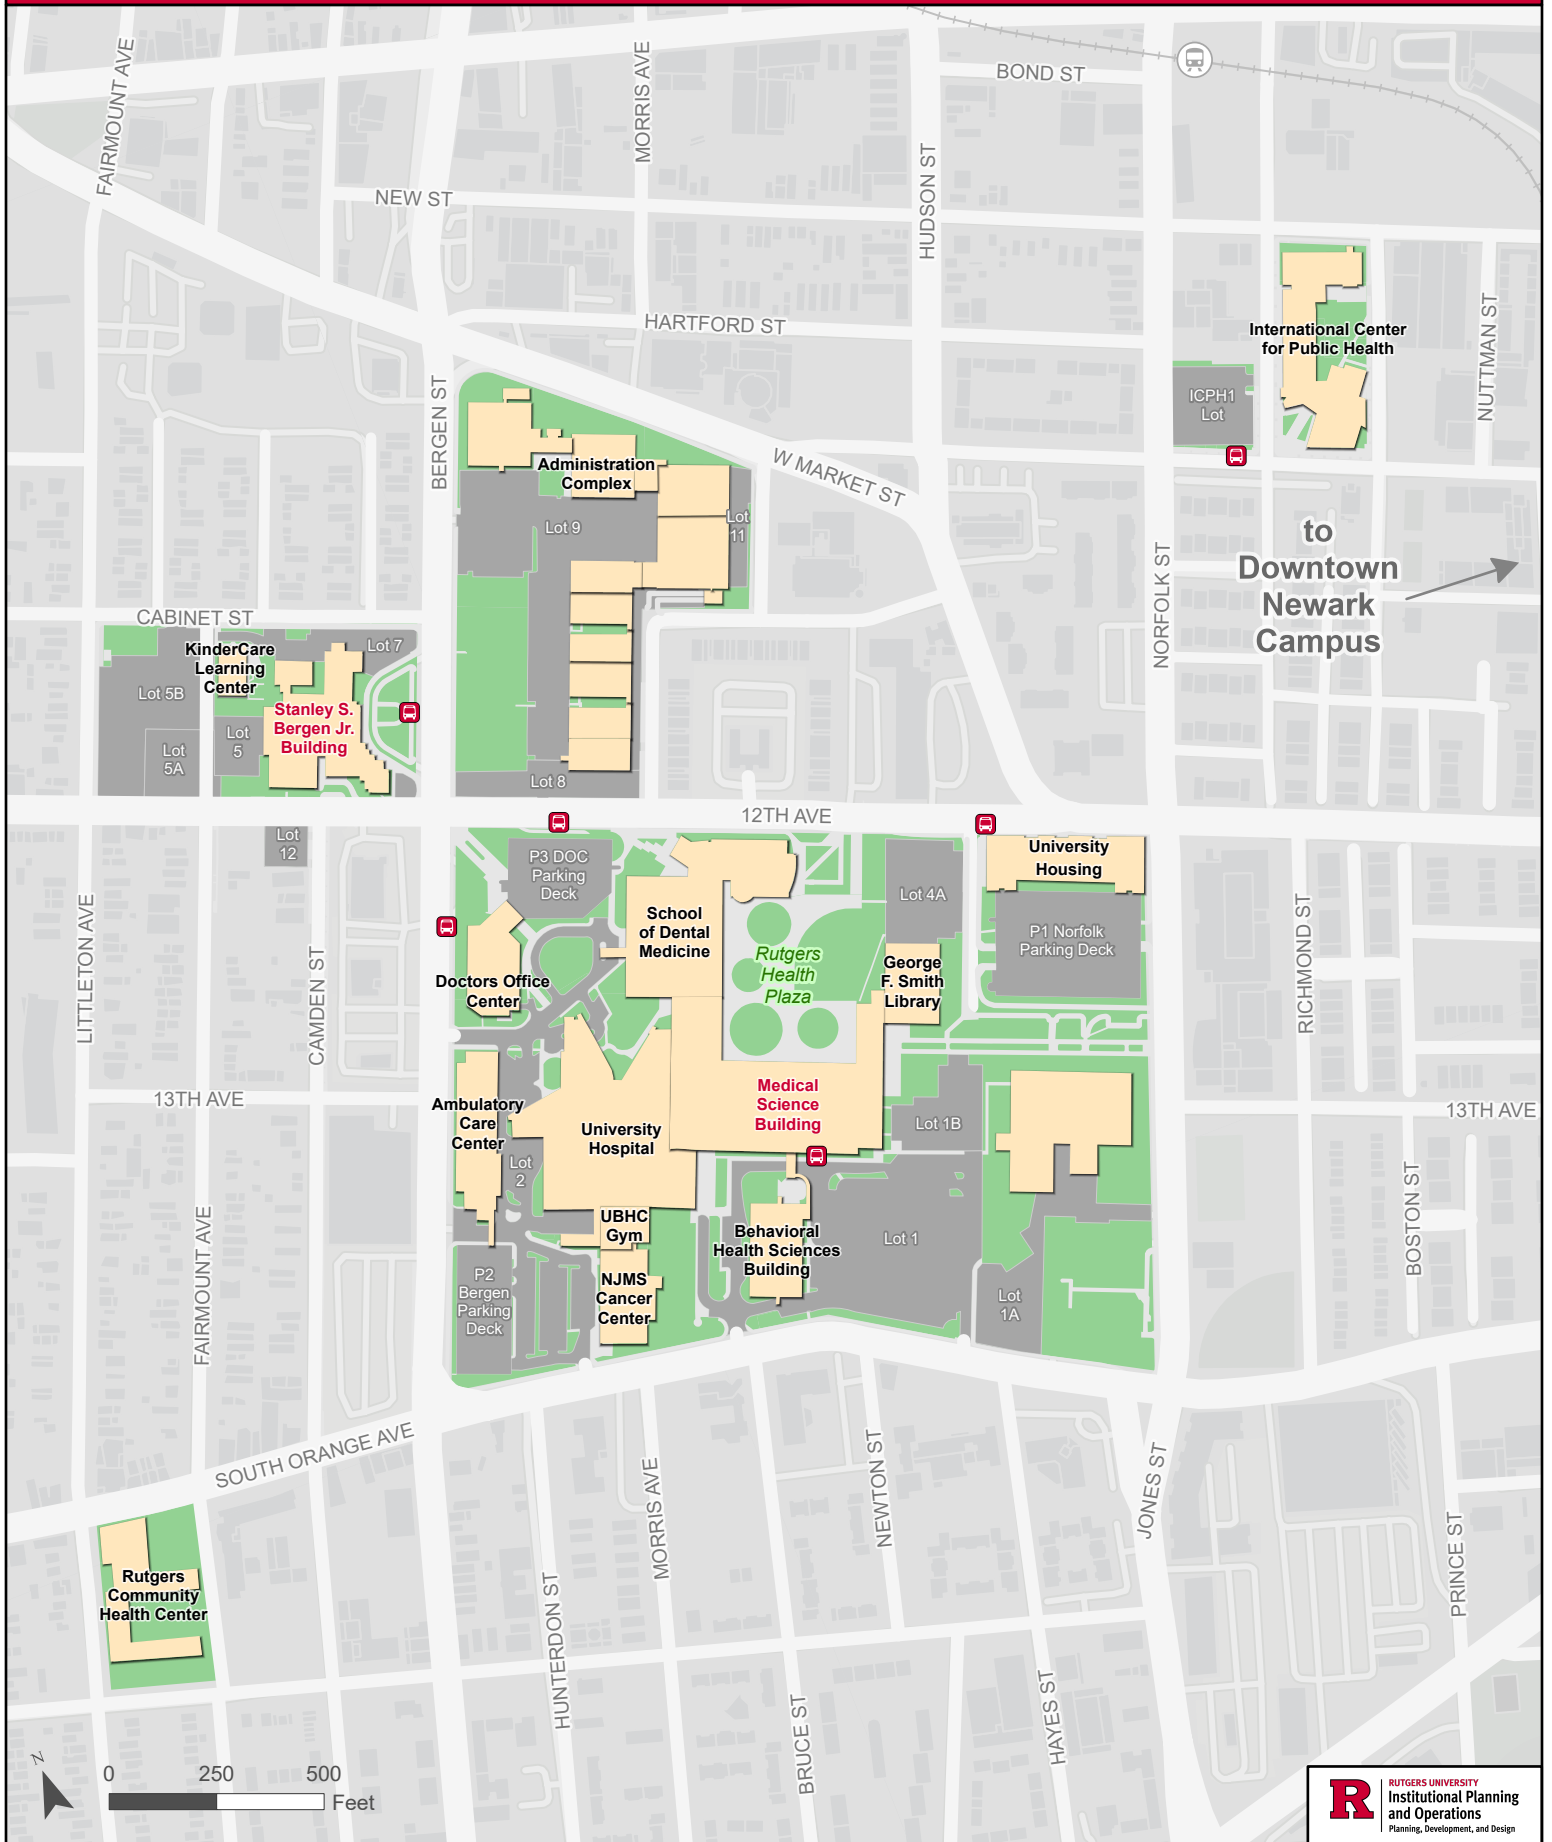 FAIRMOUNT AVE
MORRIS AVE
BOND ST
HUDSON ST
NEW ST
HARTFORD ST
BERGEN ST
W MARKET ST
International Center
for Public Health
NUTTMAN ST
ICPH1
Lot
Administration
Complex
Lot 9
Lot
11
to
Downtown
Newark
Campus
NORFOLK ST
CABINET ST
KinderCare
Learning
Center
Lot 7
Lot 5B
Lot
5A
Lot
5
Stanley S.
Bergen Jr.
Building
Lot 8
12TH AVE
Lot
12
P3 DOC
Parking
Deck
University
Housing
Lot 4A
P1 Norfolk
Parking Deck
School
of Dental
Medicine
Rutgers
Health
Plaza
George
F. Smith
Library
Doctors Office
Center
LITTLETON AVE
CAMDEN ST
RICHMOND ST
13TH AVE
13TH AVE
Ambulatory
Care
Center
University
Hospital
Medical
Science
Building
Lot 1B
Lot
2
UBHC
Gym
Behavioral
Health Sciences
Building
Lot 1
BOSTON ST
FAIRMOUNT AVE
P2
Bergen
Parking
Deck
NJMS
Cancer
Center
Lot
1A
SOUTH ORANGE AVE
MORRIS AVE
NEWTON ST
JONES ST
PRINCE ST
Rutgers
Community
Health Center
HUNTERDON ST
BRUCE ST
HAYES ST
N
0 250 500
Feet
R
RUTGERS UNIVERSITY
Institutional Planning
and Operations
Planning, Development, and Design